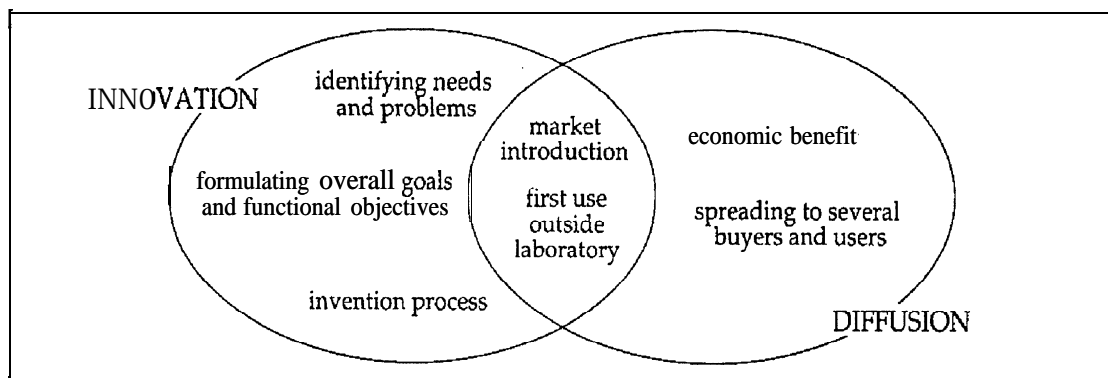 INNOVATION
identifying needs
and problems
formulating overall goals
and functional objectives
invention process
market
introduction
first use
outside
laboratory
economic benefit
spreading to several
buyers and users
DIFFUSION